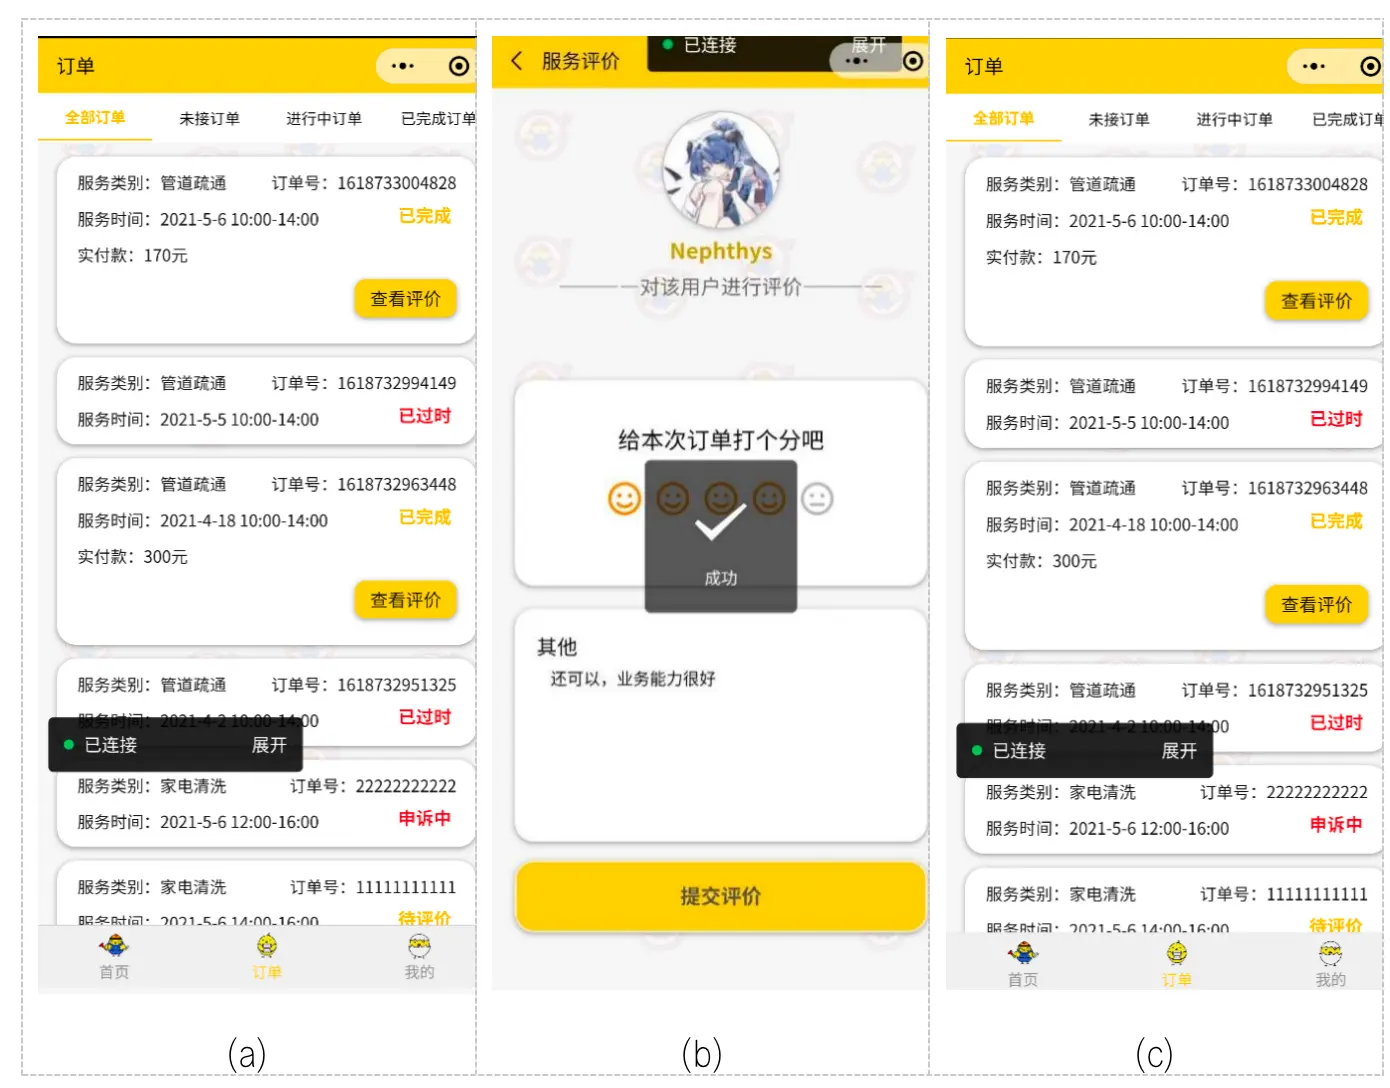 订单
全部订单 未接订单 进行中订单 已完成订单
服务类别：管道疏通 订单号：1618733004828
服务时间：2021-5-6 10:00-14:00 已完成
实付款：170元
查看评价
服务类别：管道疏通 订单号：1618732994149
服务时间：2021-5-5 10:00-14:00 已过时
服务类别：管道疏通 订单号：1618732963448
服务时间：2021-4-18 10:00-14:00 已完成
实付款：300元
查看评价
服务类别：管道疏通 订单号：1618732951325
服务时间：2021-4-2 10:00-14:00 已过时
已连接 展开
服务类别：家电清洗 订单号：22222222222
服务时间：2021-5-6 12:00-16:00 申诉中
服务类别：家电清洗 订单号：11111111111
服务时间：2021-5-6 14:00-16:00 待评价
首页 订单 我的
(a)
已连接 展开
服务评价
Nephthys
对该用户进行评价
给本次订单打个分吧
成功
其他
还可以，业务能力很好
提交评价
(b)
订单
全部订单 未接订单 进行中订单 已完成订单
服务类别：管道疏通 订单号：1618733004828
服务时间：2021-5-6 10:00-14:00 已完成
实付款：170元
查看评价
服务类别：管道疏通 订单号：1618732994149
服务时间：2021-5-5 10:00-14:00 已过时
服务类别：管道疏通 订单号：1618732963448
服务时间：2021-4-18 10:00-14:00 已完成
实付款：300元
查看评价
服务类别：管道疏通 订单号：1618732951325
服务时间：2021-4-2 10:00-14:00 已过时
已连接 展开
服务类别：家电清洗 订单号：22222222222
服务时间：2021-5-6 12:00-16:00 申诉中
服务类别：家电清洗 订单号：11111111111
服务时间：2021-5-6 14:00-16:00 待评价
首页 订单 我的
(c)